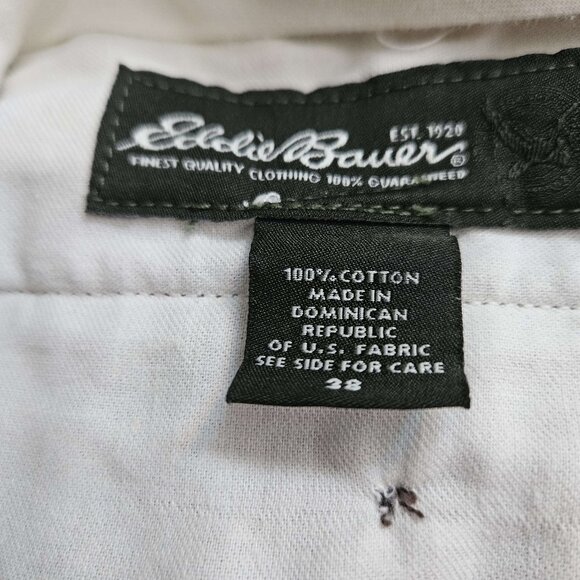 Eddie Bauer®
EST. 1920
FINEST QUALITY CLOTHING 100% GUARANTEED
100% COTTON
MADE IN
DOMINICAN
REPUBLIC
OF U.S. FABRIC
SEE SIDE FOR CARE
38